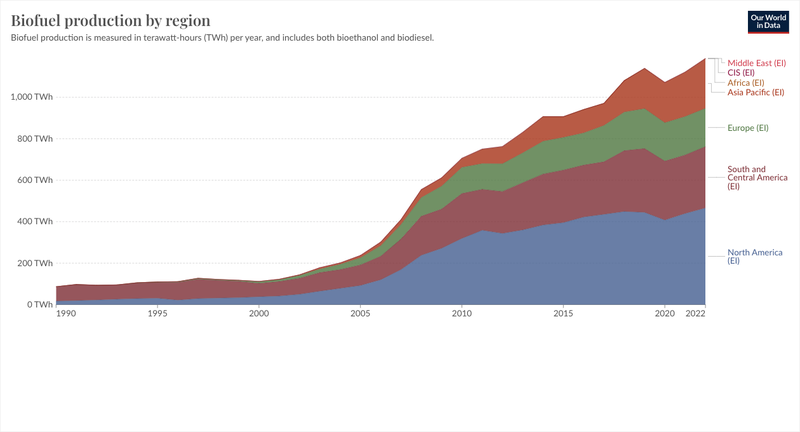 Biofuel production by region
Biofuel production is measured in terawatt-hours (TWh) per year, and includes both bioethanol and biodiesel.
Our World
in Data
Middle East (EI)
CIS (EI)
Africa (EI)
Asia Pacific (EI)
Europe (EI)
South and
Central America
(EI)
North America
(EI)
1,000 TWh
800 TWh
600 TWh
400 TWh
200 TWh
0 TWh
1990
1995
2000
2005
2010
2015
2020
2022